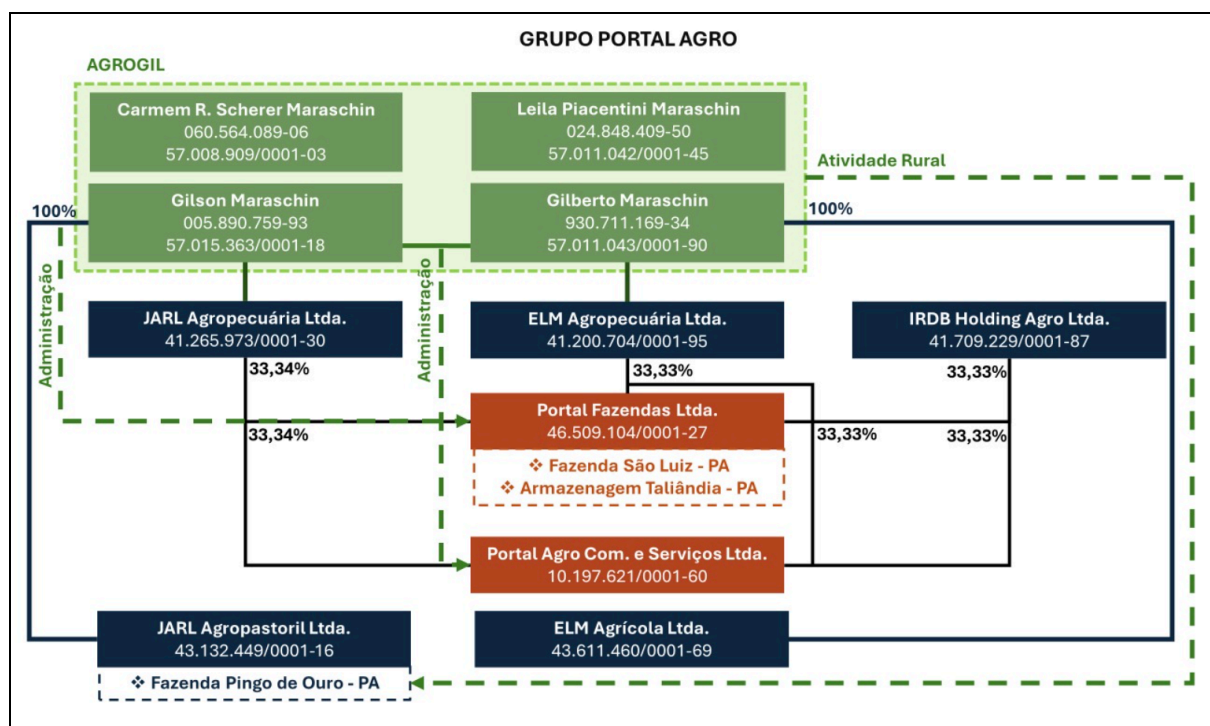 GRUPO PORTAL AGRO
AGROGIL
Carmem R. Scherer Maraschin
060.564.089-06
57.008.909/0001-03
Leila Piacentini Maraschin
024.848.409-50
57.011.042/0001-45
Atividade Rural
100%
Gilson Maraschin
005.890.759-93
57.015.363/0001-18
Gilberto Maraschin
930.711.169-34
57.011.043/0001-90
100%
Administração
Administração
JARL Agropecuária Ltda.
41.265.973/0001-30
ELM Agropecuária Ltda.
41.200.704/0001-95
IRDB Holding Agro Ltda.
41.709.229/0001-87
33,34%
33,33%
33,33%
Portal Fazendas Ltda.
46.509.104/0001-27
33,34%
33,33%
33,33%
❖ Fazenda São Luiz - PA
❖ Armazenagem Taliândia - PA
Portal Agro Com. e Serviços Ltda.
10.197.621/0001-60
JARL Agropastoril Ltda.
43.132.449/0001-16
ELM Agrícola Ltda.
43.611.460/0001-69
❖ Fazenda Pingo de Ouro - PA